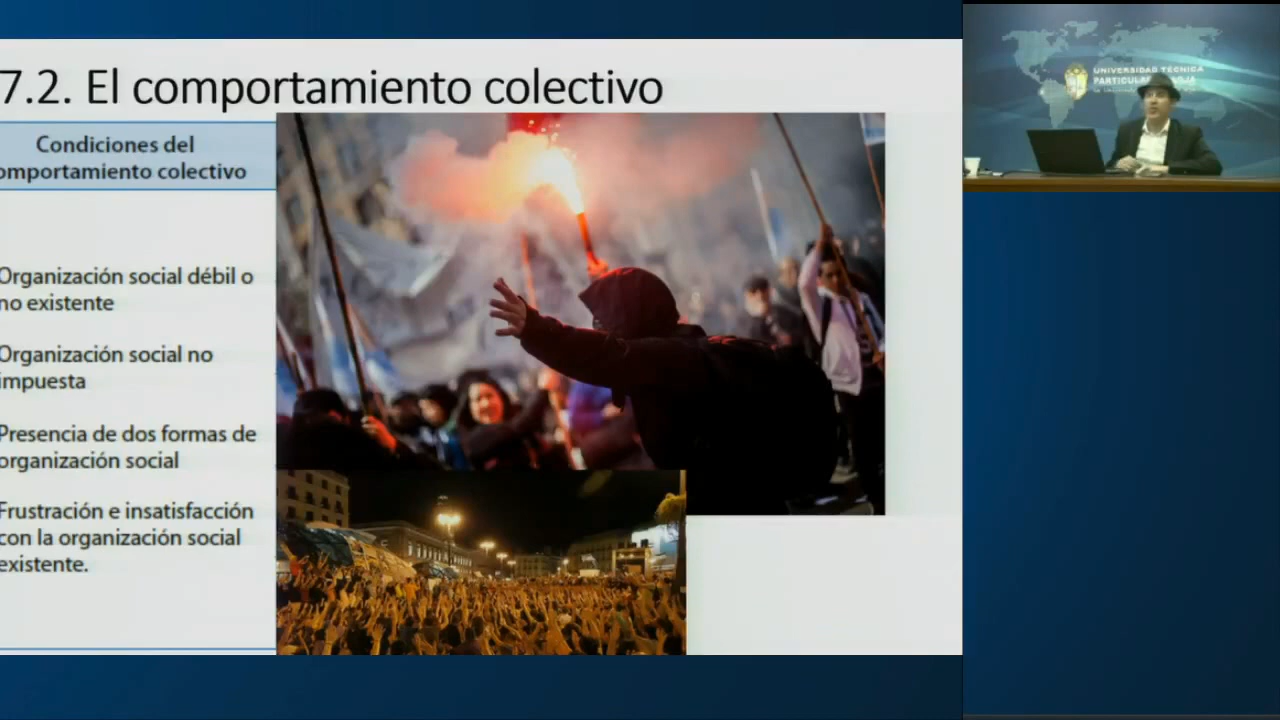 7.2. El comportamiento colectivo
Condiciones del
omportamiento colectivo
Organización social débil o
no existente
Organización social no
impuesta
Presencia de dos formas de
organización social
Frustración e insatisfacción
con la organización social
existente.
UNIVERSIDAD TÉCNICA
PARTICULAR
OJA